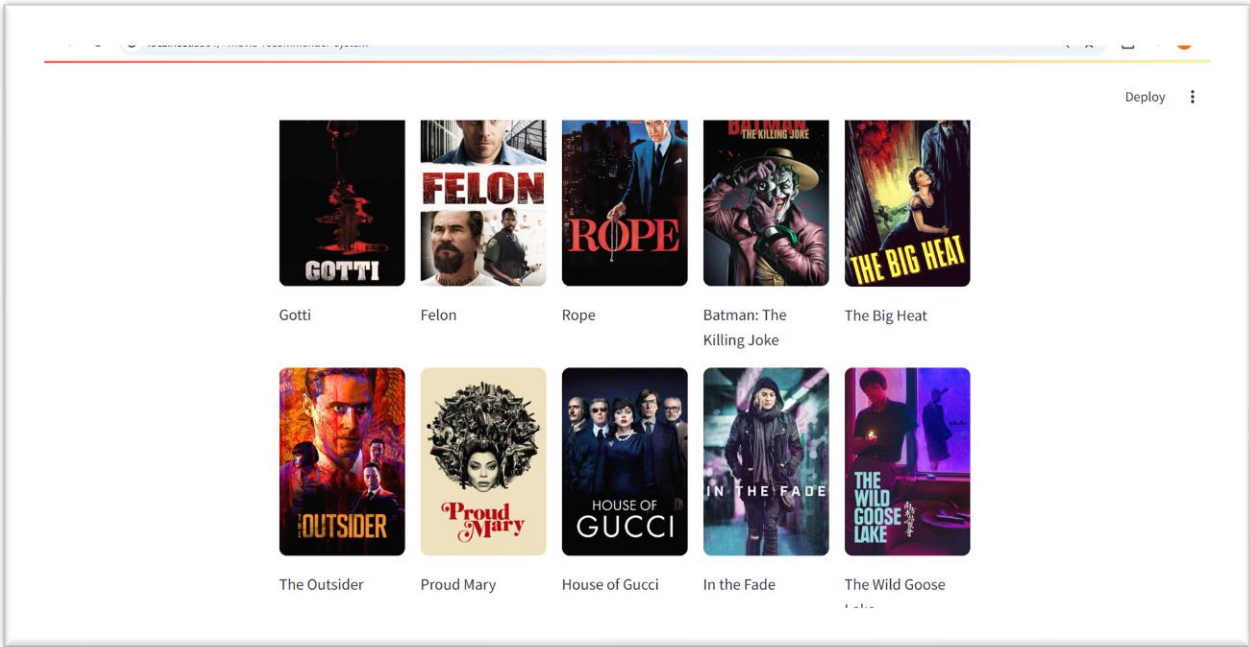 Deploy
GOTTI
FELON
ROPE
BATMAN
THE KILLING JOKE
THE BIG HEAT
Gotti
Felon
Rope
Batman: The
Killing Joke
The Big Heat
OUTSIDER
Proud
Mary
HOUSE OF
GUCCI
IN THE FADE
THE
WILD
GOOSE
LAKE
The Outsider
Proud Mary
House of Gucci
In the Fade
The Wild Goose